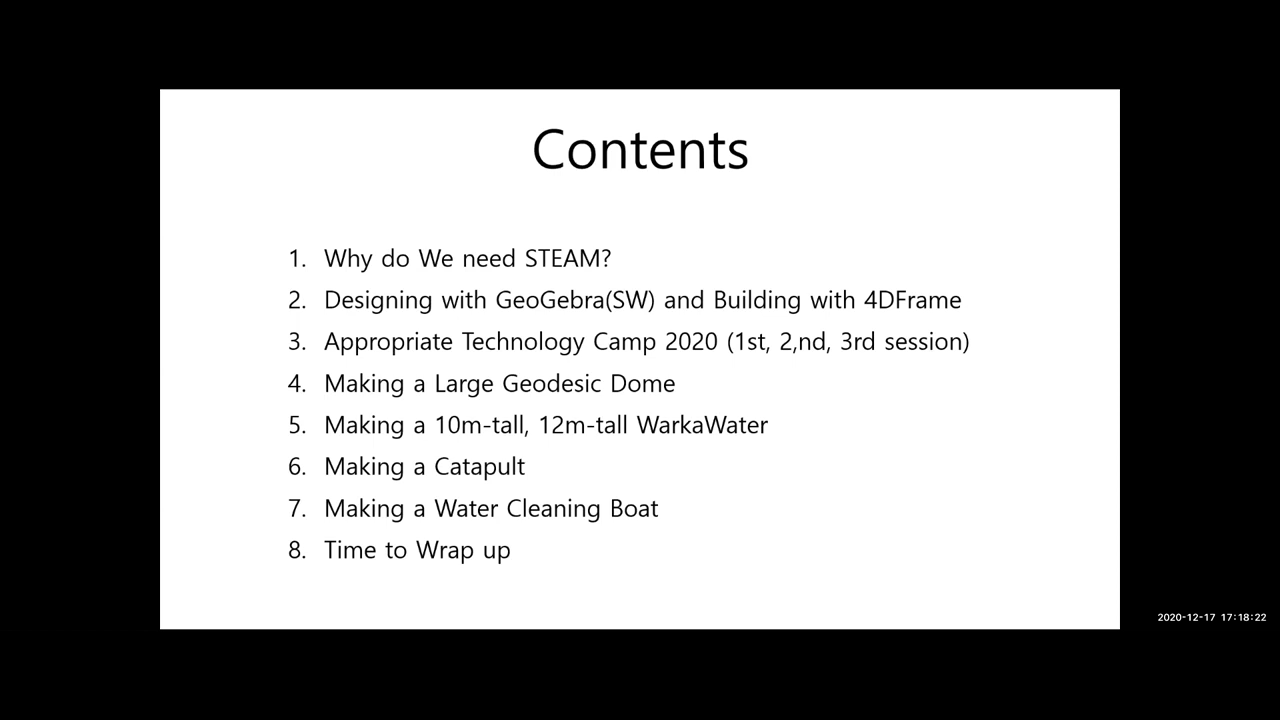 Contents
1. Why do We need STEAM?
2. Designing with GeoGebra(SW) and Building with 4DFrame
3. Appropriate Technology Camp 2020 (1st, 2,nd, 3rd session)
4. Making a Large Geodesic Dome
5. Making a 10m-tall, 12m-tall WarkaWater
6. Making a Catapult
7. Making a Water Cleaning Boat
8. Time to Wrap up
2020-12-17 17:18:22